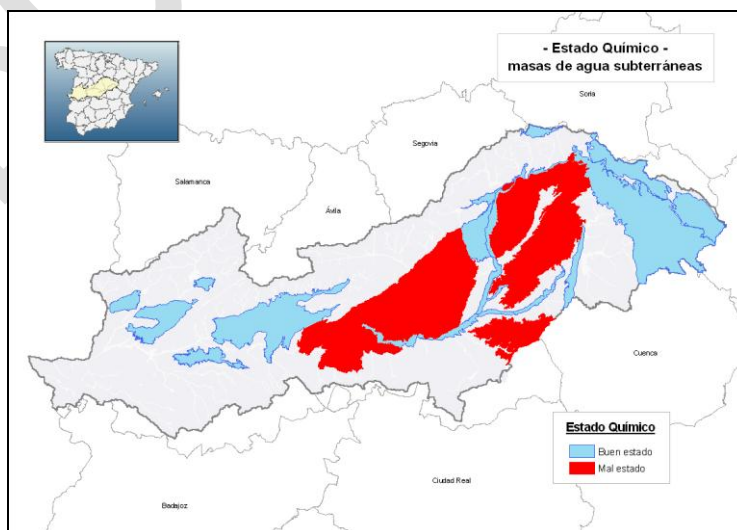 - Estado Químico -
masas de agua subterráneas
Soria
Segovia
Salamanca
Ávila
Cuenca
Estado Químico
Buen estado
Mal estado
Ciudad Real
Badajoz